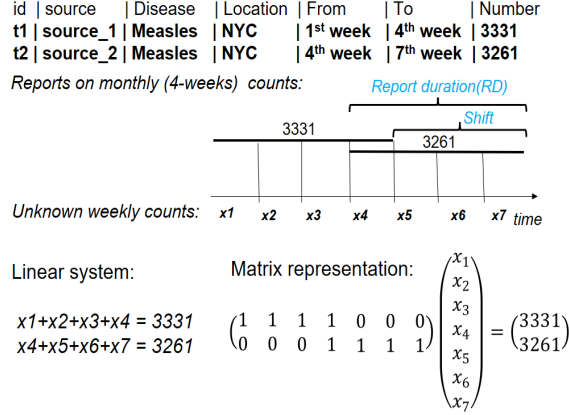 id | source | Disease | Location | From | To | Number
t1 | source_1 | Measles | NYC | 1st week | 4th week | 3331
t2 | source_2 | Measles | NYC | 4th week | 7th week | 3261
Reports on monthly (4-weeks) counts:
Report duration(RD)
Shift
3331
3261
Unknown weekly counts: x1 x2 x3 x4 x5 x6 x7 time
Linear system:
Matrix representation:
x1+x2+x3+x4 = 3331
x4+x5+x6+x7 = 3261
(1 1 1 1 0 0 0)
(0 0 0 1 1 1 1)
x₁
x₂
x₃
x₄
x₅
x₆
x₇
=
(3331)
(3261)